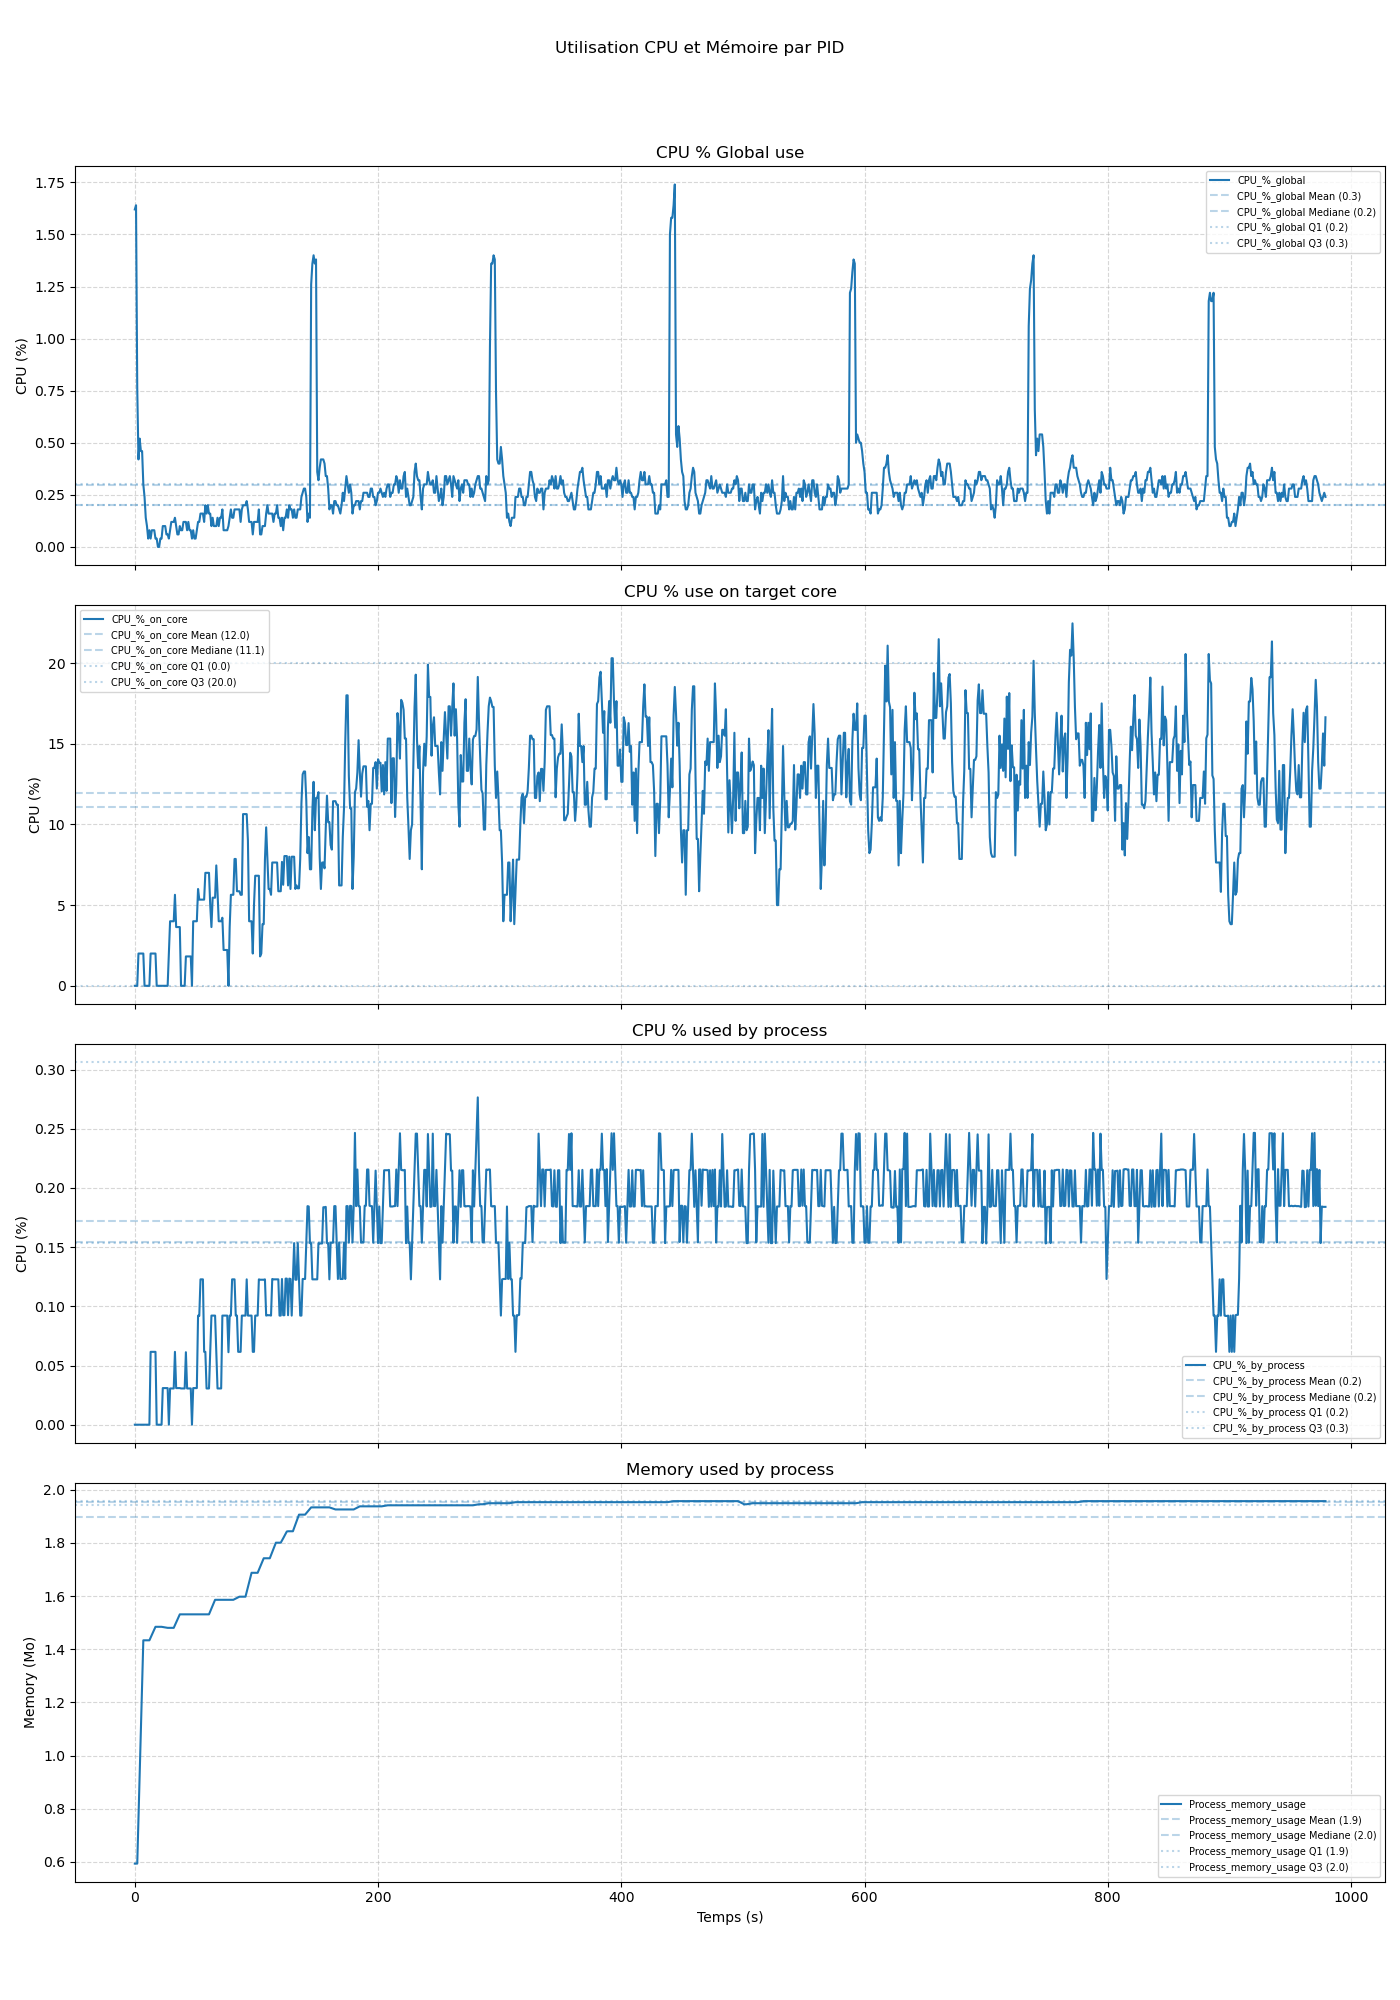 Utilisation CPU et Mémoire par PID
CPU % Global use
1.75
1.50
1.25
1.00
0.75
0.50
0.25
0.00
CPU (%)
CPU_%_global
CPU_%_global Mean (0.3)
CPU_%_global Mediane (0.2)
CPU_%_global Q1 (0.2)
CPU_%_global Q3 (0.3)
CPU % use on target core
20
15
10
5
0
CPU (%)
CPU_%_on_core
CPU_%_on_core Mean (12.0)
CPU_%_on_core Mediane (11.1)
CPU_%_on_core Q1 (0.0)
CPU_%_on_core Q3 (20.0)
CPU % used by process
0.30
0.25
0.20
0.15
0.10
0.05
0.00
CPU (%)
CPU_%_by_process
CPU_%_by_process Mean (0.2)
CPU_%_by_process Mediane (0.2)
CPU_%_by_process Q1 (0.2)
CPU_%_by_process Q3 (0.3)
Memory used by process
2.0
1.8
1.6
1.4
1.2
1.0
0.8
0.6
Memory (Mo)
Process_memory_usage
Process_memory_usage Mean (1.9)
Process_memory_usage Mediane (2.0)
Process_memory_usage Q1 (1.9)
Process_memory_usage Q3 (2.0)
0 200 400 600 800 1000
Temps (s)